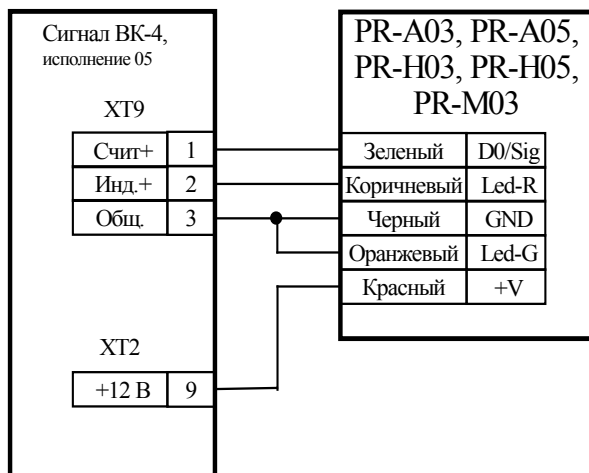 Сигнал ВК-4,
исполнение 05
XT9
Счит+ 1
Инд.+ 2
Общ. 3
XT2
+12 В 9
PR-A03, PR-A05,
PR-H03, PR-H05,
PR-M03
Зеленый D0/Sig
Коричневый Led-R
Черный GND
Оранжевый Led-G
Красный +V